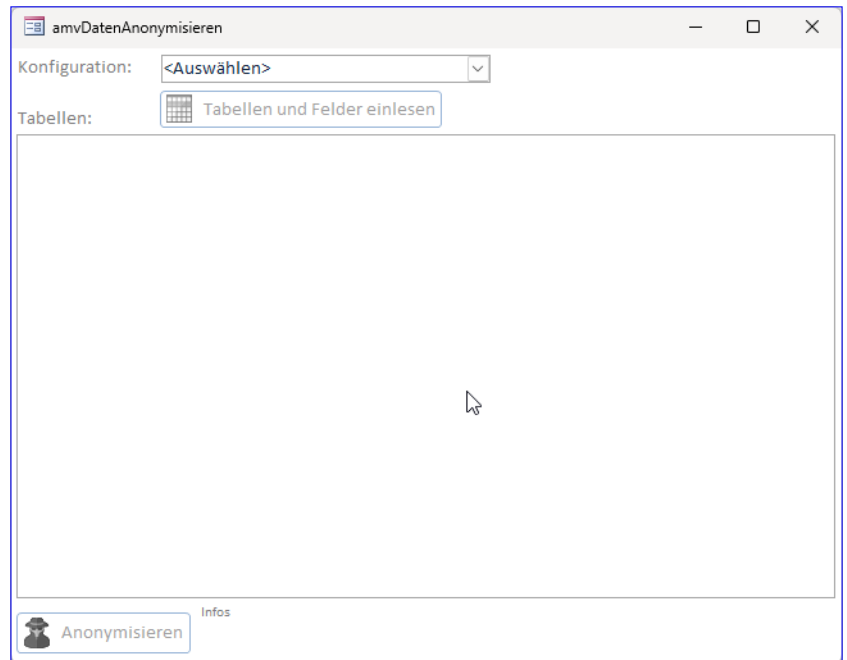 amvDatenAnonymisieren
Konfiguration: <Auswählen>
Tabellen und Felder einlesen
Tabellen:
Infos
Anonymisieren